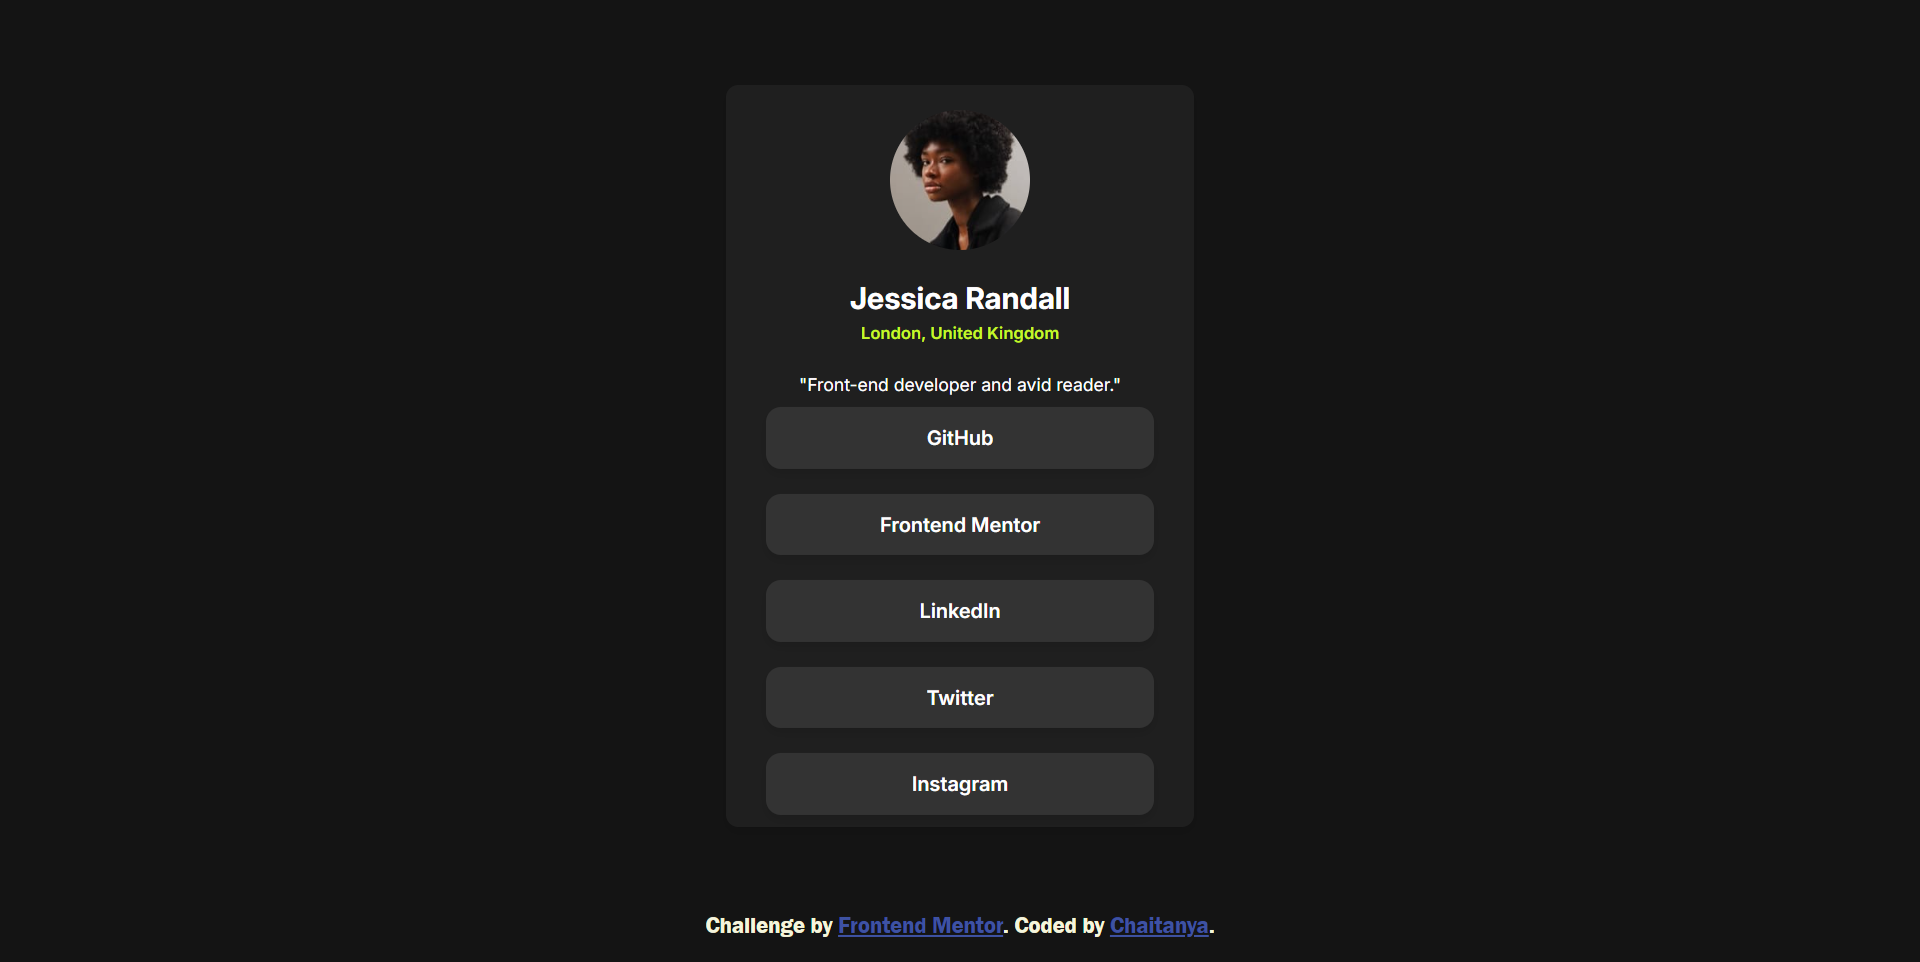 Jessica Randall
London, United Kingdom
"Front-end developer and avid reader."
GitHub
Frontend Mentor
LinkedIn
Twitter
Instagram
Challenge by Frontend Mentor. Coded by Chaitanya.